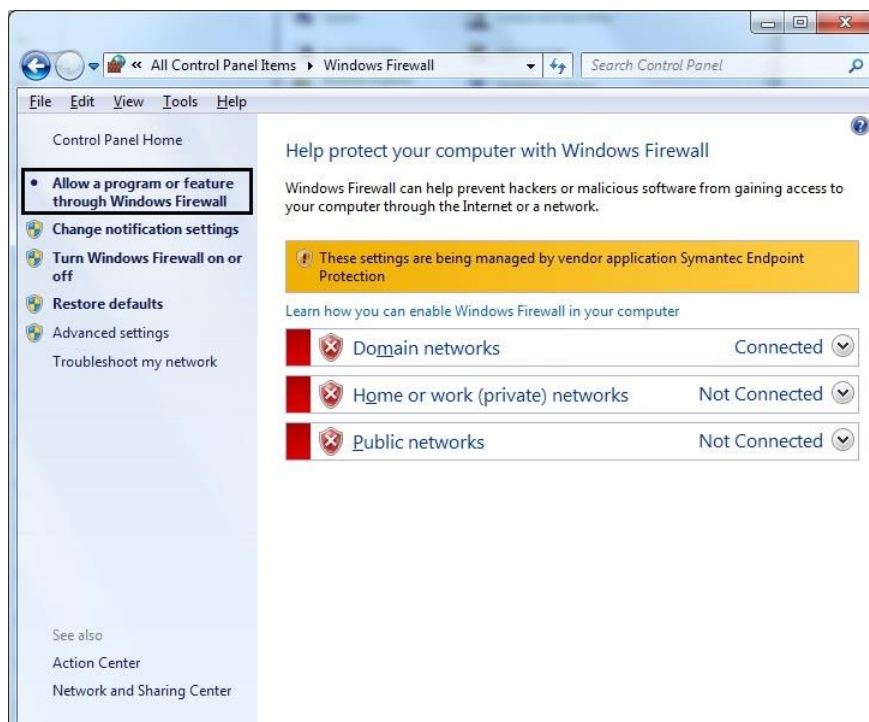 « All Control Panel Items ▸ Windows Firewall
Search Control Panel
File Edit View Tools Help
Control Panel Home
Allow a program or feature
through Windows Firewall
Change notification settings
Turn Windows Firewall on or
off
Restore defaults
Advanced settings
Troubleshoot my network
See also
Action Center
Network and Sharing Center
Help protect your computer with Windows Firewall
Windows Firewall can help prevent hackers or malicious software from gaining access to
your computer through the Internet or a network.
These settings are being managed by vendor application Symantec Endpoint
Protection
Learn how you can enable Windows Firewall in your computer
Domain networks Connected
Home or work (private) networks Not Connected
Public networks Not Connected